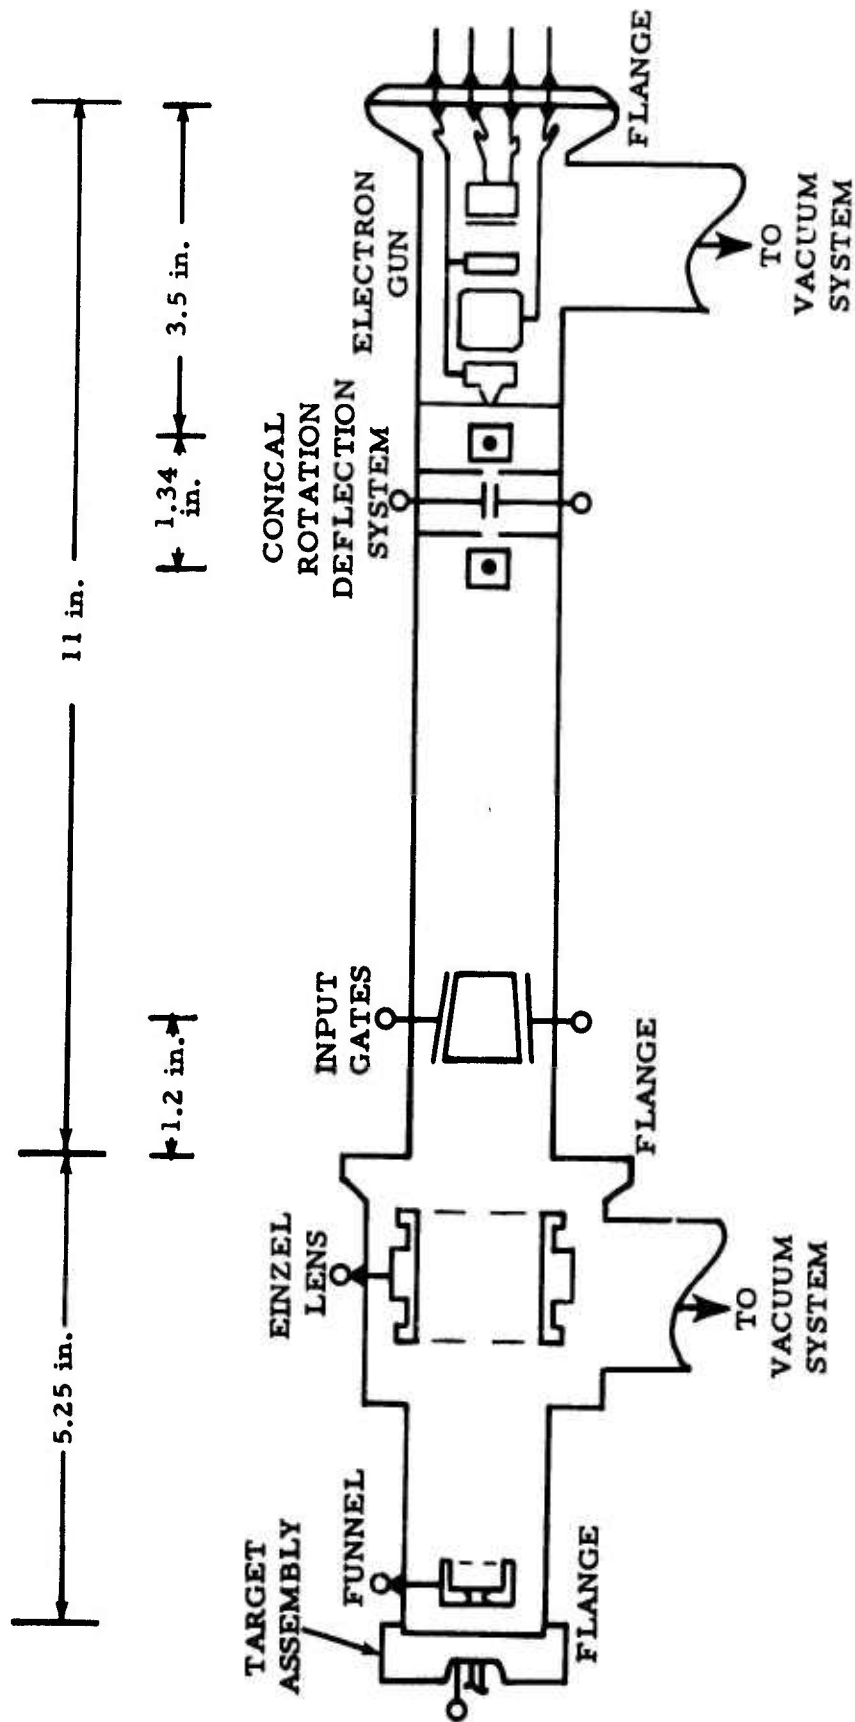 11 in.
5.25 in.
3.5 in.
1.34
in.
1.2 in.
TARGET
ASSEMBLY
FUNNEL
FLANGE
EINZEL
LENS
TO
VACUUM
SYSTEM
FLANGE
INPUT
GATES
CONICAL
ROTATION
DEFLECTION
SYSTEM
ELECTRON
GUN
FLANGE
TO
VACUUM
SYSTEM